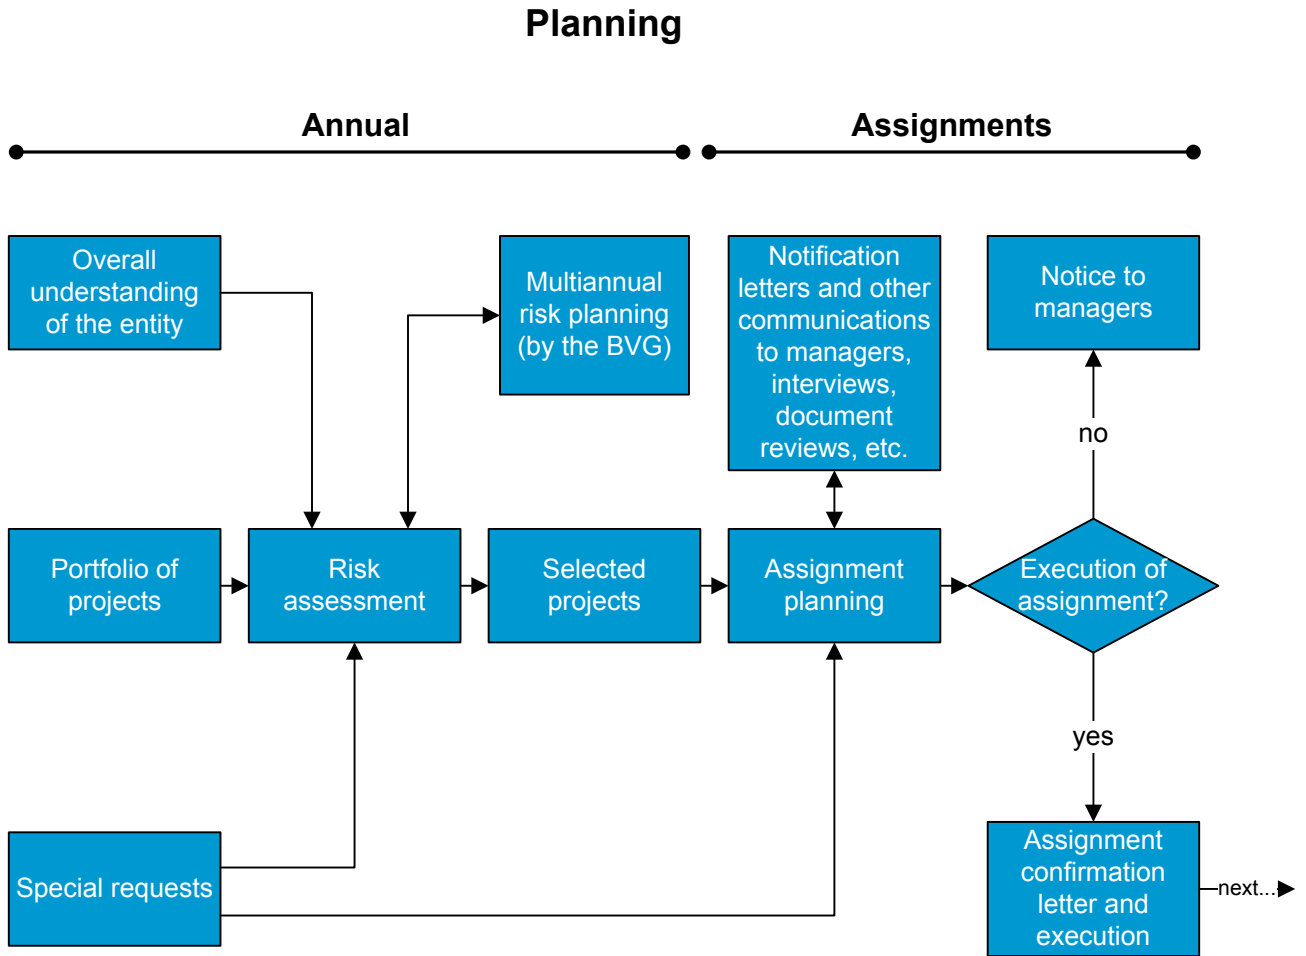 Planning
Annual
Assignments
Overall
understanding
of the entity
Multiannual
risk planning
(by the BVG)
Notification
letters and other
communications
to managers,
interviews,
document
reviews, etc.
Notice to
managers
no
Portfolio of
projects
Risk
assessment
Selected
projects
Assignment
planning
Execution of
assignment?
yes
Special requests
Assignment
confirmation
letter and
execution
next...